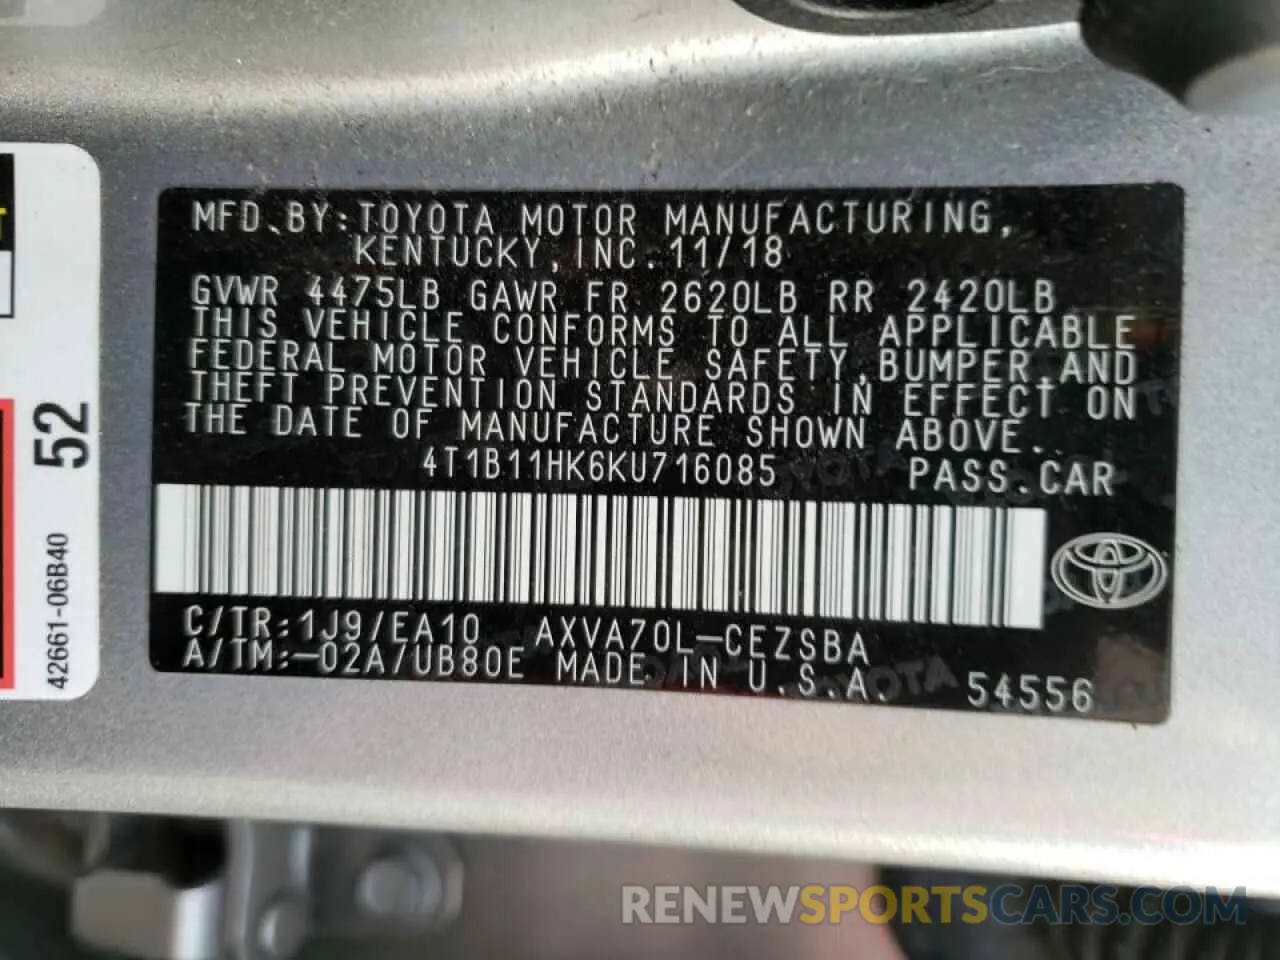 MFD.BY:TOYOTA MOTOR MANUFACTURING,
KENTUCKY,INC.11/18
GVWR 4475LB GAWR FR 2620LB RR 2420LB
THIS VEHICLE CONFORMS TO ALL APPLICABLE
FEDERAL MOTOR VEHICLE SAFETY,BUMPER,AND
THEFT PREVENTION STANDARDS IN EFFECT ON
THE DATE OF MANUFACTURE SHOWN ABOVE.
4T1B11HK6KU716085 PASS.CAR
C/TR:1J9/EA10 AXVA70L-CEZSBA
A/TM:-02A/UB80E MADE IN U.S.A.
54556
52
42661-06B40
RENEWSPORTSCARS.COM